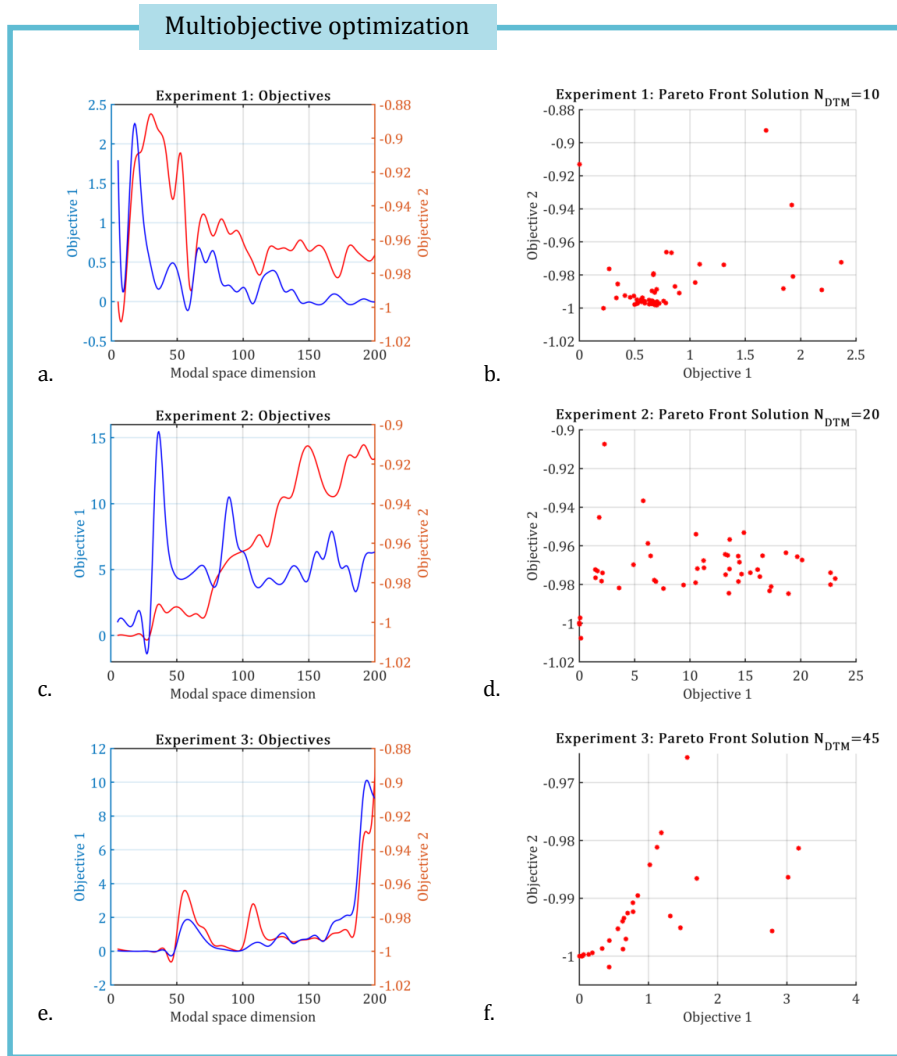 Multiobjective optimization
Experiment 1: Objectives
2.5
2
1.5
1
0.5
0
-0.5
Objective 1
-0.88
-0.9
-0.92
-0.94
-0.96
-0.98
-1
-1.02
Objective 2
0 50 100 150 200
Modal space dimension
a.
Experiment 1: Pareto Front Solution N_DTM=10
-0.88
-0.9
-0.92
-0.94
-0.96
-0.98
-1
-1.02
Objective 2
0 0.5 1 1.5 2 2.5
Objective 1
b.
Experiment 2: Objectives
15
10
5
0
Objective 1
-0.9
-0.92
-0.94
-0.96
-0.98
-1
-1.02
Objective 2
0 50 100 150 200
Modal space dimension
c.
Experiment 2: Pareto Front Solution N_DTM=20
-0.9
-0.92
-0.94
-0.96
-0.98
-1
-1.02
Objective 2
0 5 10 15 20 25
Objective 1
d.
Experiment 3: Objectives
12
10
8
6
4
2
0
-2
Objective 1
-0.88
-0.9
-0.92
-0.94
-0.96
-0.98
-1
-1.02
Objective 2
0 50 100 150 200
Modal space dimension
e.
Experiment 3: Pareto Front Solution N_DTM=45
-0.97
-0.98
-0.99
-1
Objective 2
0 1 2 3 4
Objective 1
f.